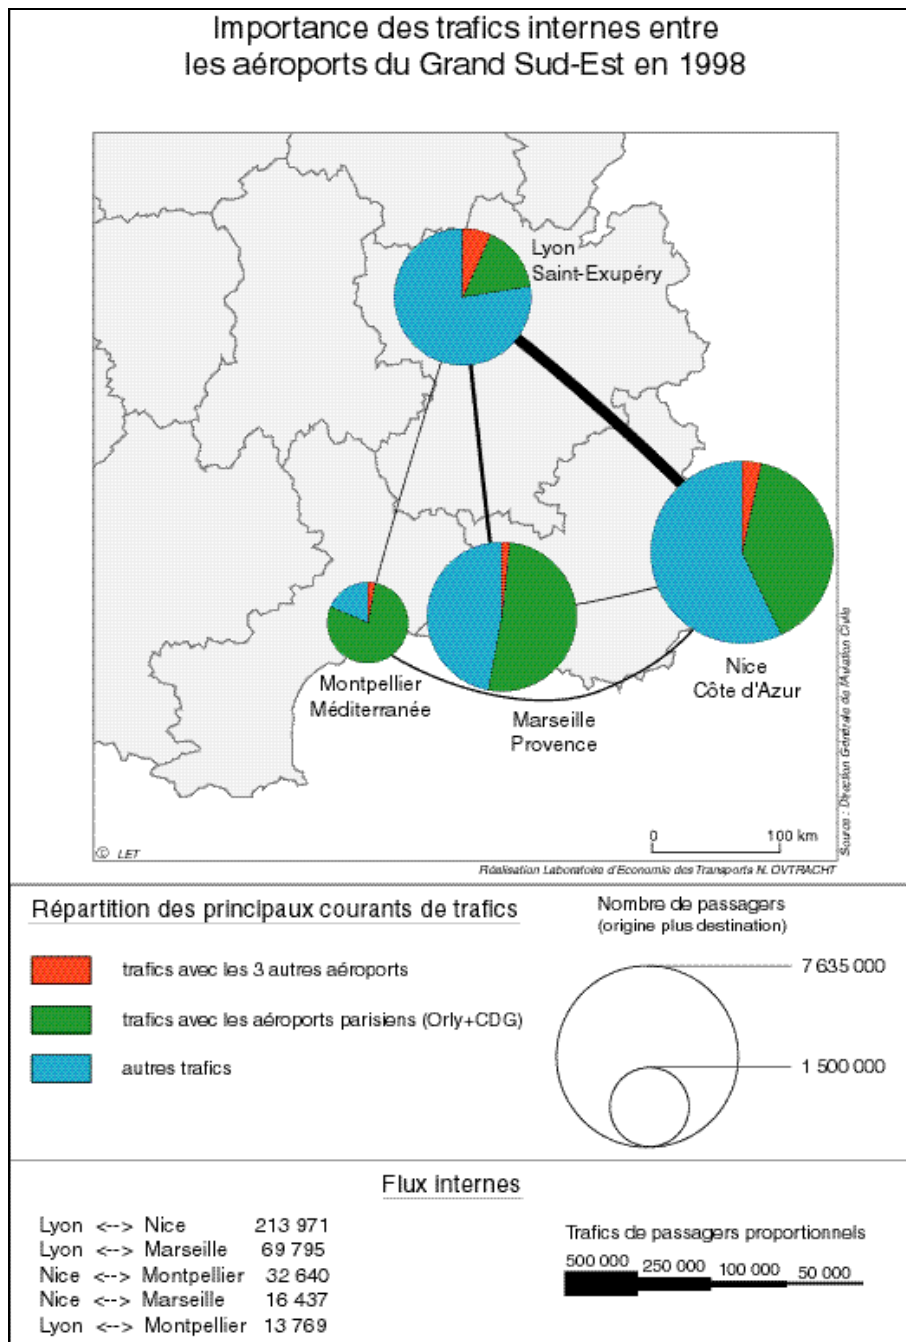 Importance des trafics internes entre
les aéroports du Grand Sud-Est en 1998
Lyon
Saint-Exupéry
Nice
Côte d'Azur
Montpellier
Méditerranée
Marseille
Provence
Source : Direction Générale de l'Aviation Civile
0 100 km
© LET
Réalisation Laboratoire d'Economie des Transports N. OVTRACHT
Répartition des principaux courants de trafics
trafics avec les 3 autres aéroports
trafics avec les aéroports parisiens (Orly+CDG)
autres trafics
Nombre de passagers
(origine plus destination)
7 635 000
1 500 000
Flux internes
Lyon <--> Nice 213 971
Lyon <--> Marseille 69 795
Nice <--> Montpellier 32 640
Nice <--> Marseille 16 437
Lyon <--> Montpellier 13 769
Trafics de passagers proportionnels
500 000 250 000 100 000 50 000